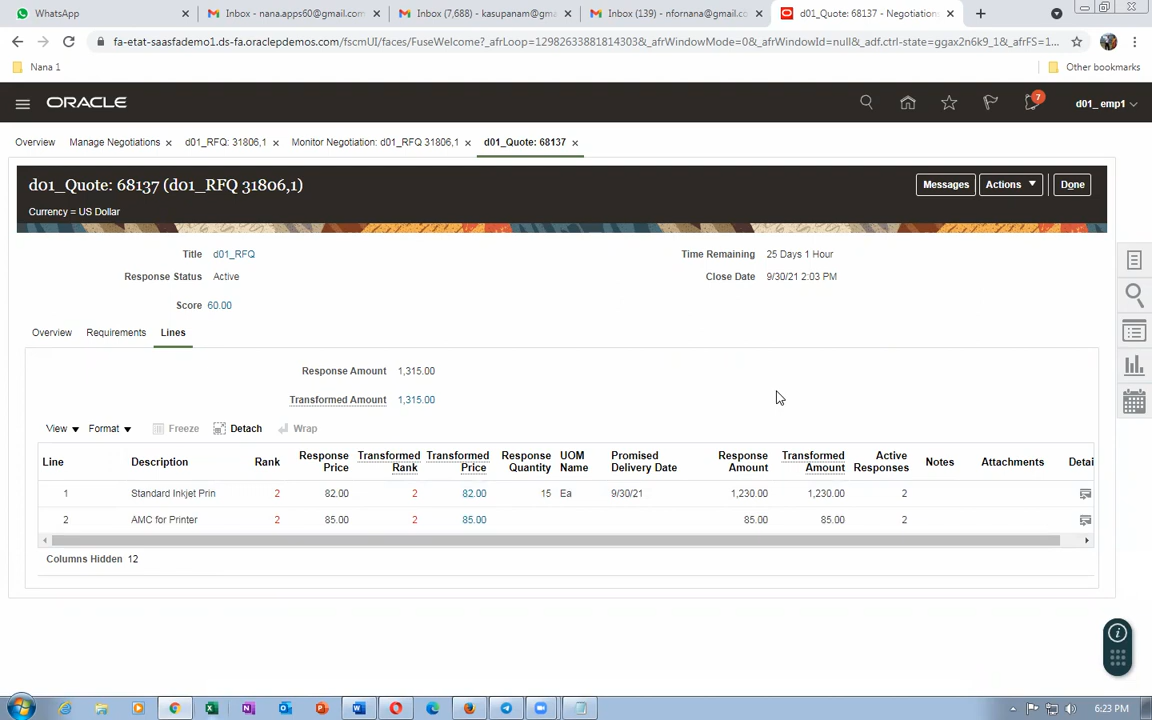 WhatsApp
Inbox - nana.apps60@gmail.com
Inbox (7,688) - kasupanam@gma
Inbox (139) - nfornana@gmail.co
d01_Quote: 68137 - Negotiation
fa-etat-saasfademo1.ds-fa.oraclepdemos.com/fscmUI/faces/FuseWelcome?_afrLoop=12982633881814303&_afrWindowMode=0&_afrWindowId=null&_adf.ctrl-state=ggax2n6k9_1&_afrFS=1...
Nana 1
Other bookmarks
ORACLE
7
d01_ emp1
Overview
Manage Negotiations
d01_RFQ: 31806,1
Monitor Negotiation: d01_RFQ 31806,1
d01_Quote: 68137
d01_Quote: 68137 (d01_RFQ 31806,1)
Messages
Actions
Done
Currency = US Dollar
Title d01_RFQ
Time Remaining 25 Days 1 Hour
Response Status Active
Close Date 9/30/21 2:03 PM
Score 60.00
Overview Requirements Lines
Response Amount 1,315.00
Transformed Amount 1,315.00
View Format Freeze Detach Wrap
Line Description Rank Response Price Transformed Rank Transformed Price Response Quantity UOM Name Promised Delivery Date Response Amount Transformed Amount Active Responses Notes Attachments Detai
1 Standard Inkjet Prin 2 82.00 2 82.00 15 Ea 9/30/21 1,230.00 1,230.00 2
2 AMC for Printer 2 85.00 2 85.00 85.00 85.00 2
Columns Hidden 12
6:23 PM